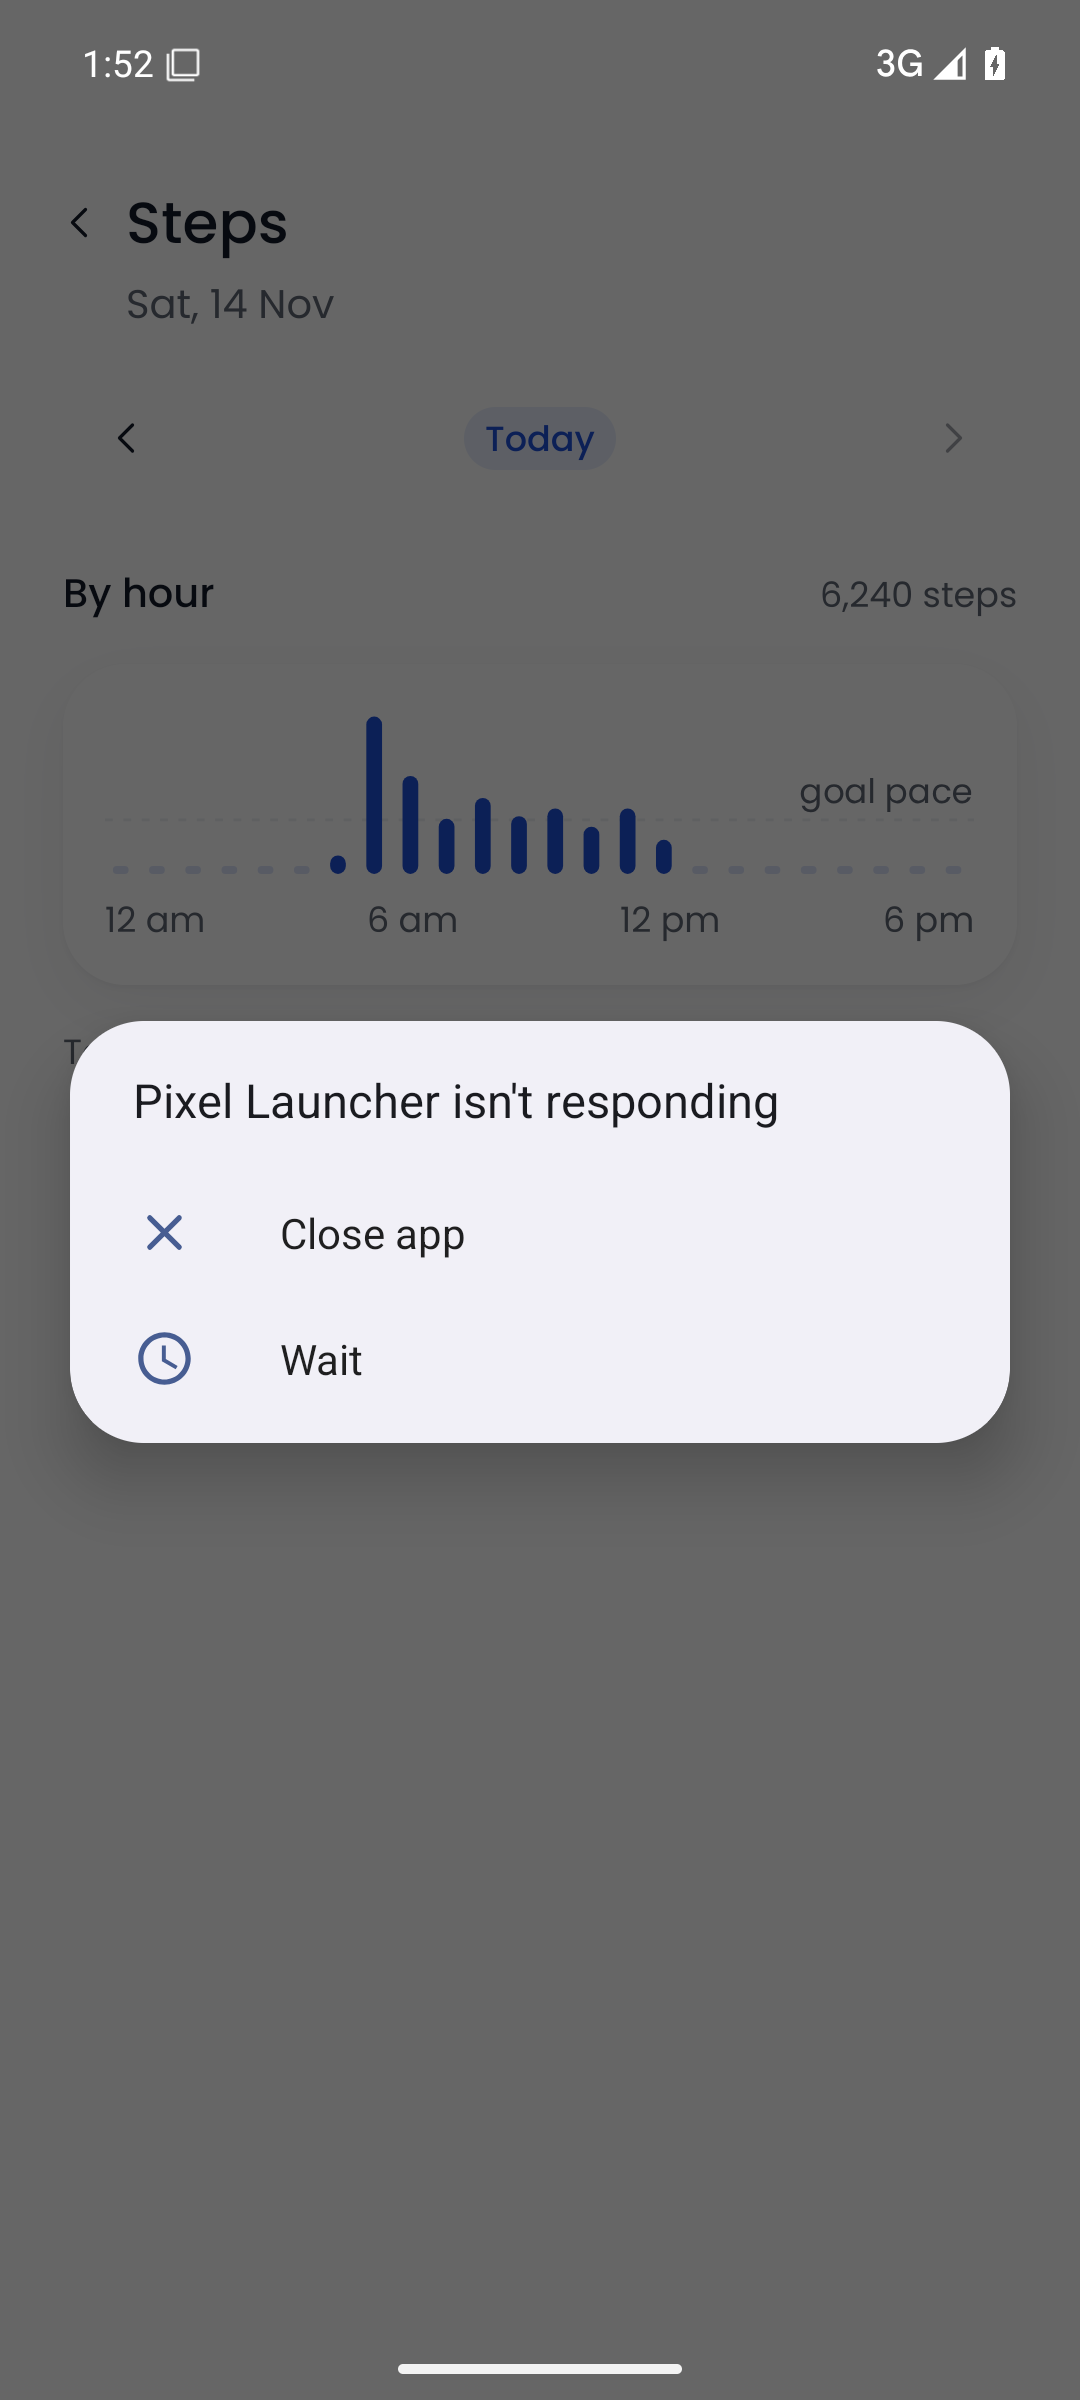 1:52
3G
Steps
Sat, 14 Nov
Today
By hour
6,240 steps
goal pace
12 am 6 am 12 pm 6 pm
Pixel Launcher isn't responding
Close app
Wait